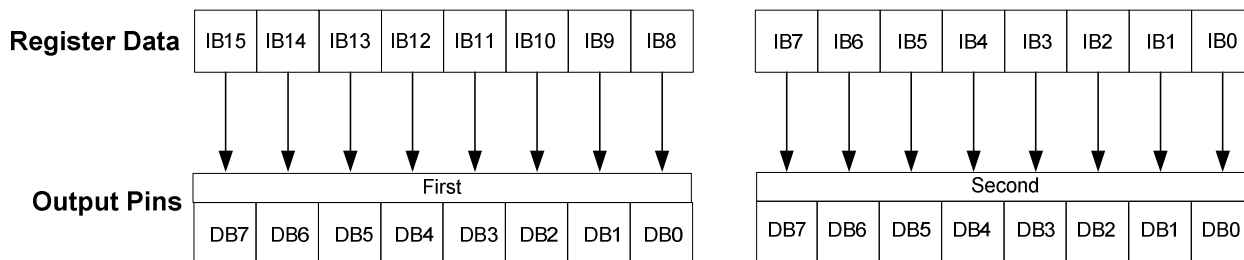 Register Data IB15 IB14 IB13 IB12 IB11 IB10 IB9 IB8 IB7 IB6 IB5 IB4 IB3 IB2 IB1 IB0
First Second
Output Pins
DB7 DB6 DB5 DB4 DB3 DB2 DB1 DB0 DB7 DB6 DB5 DB4 DB3 DB2 DB1 DB0